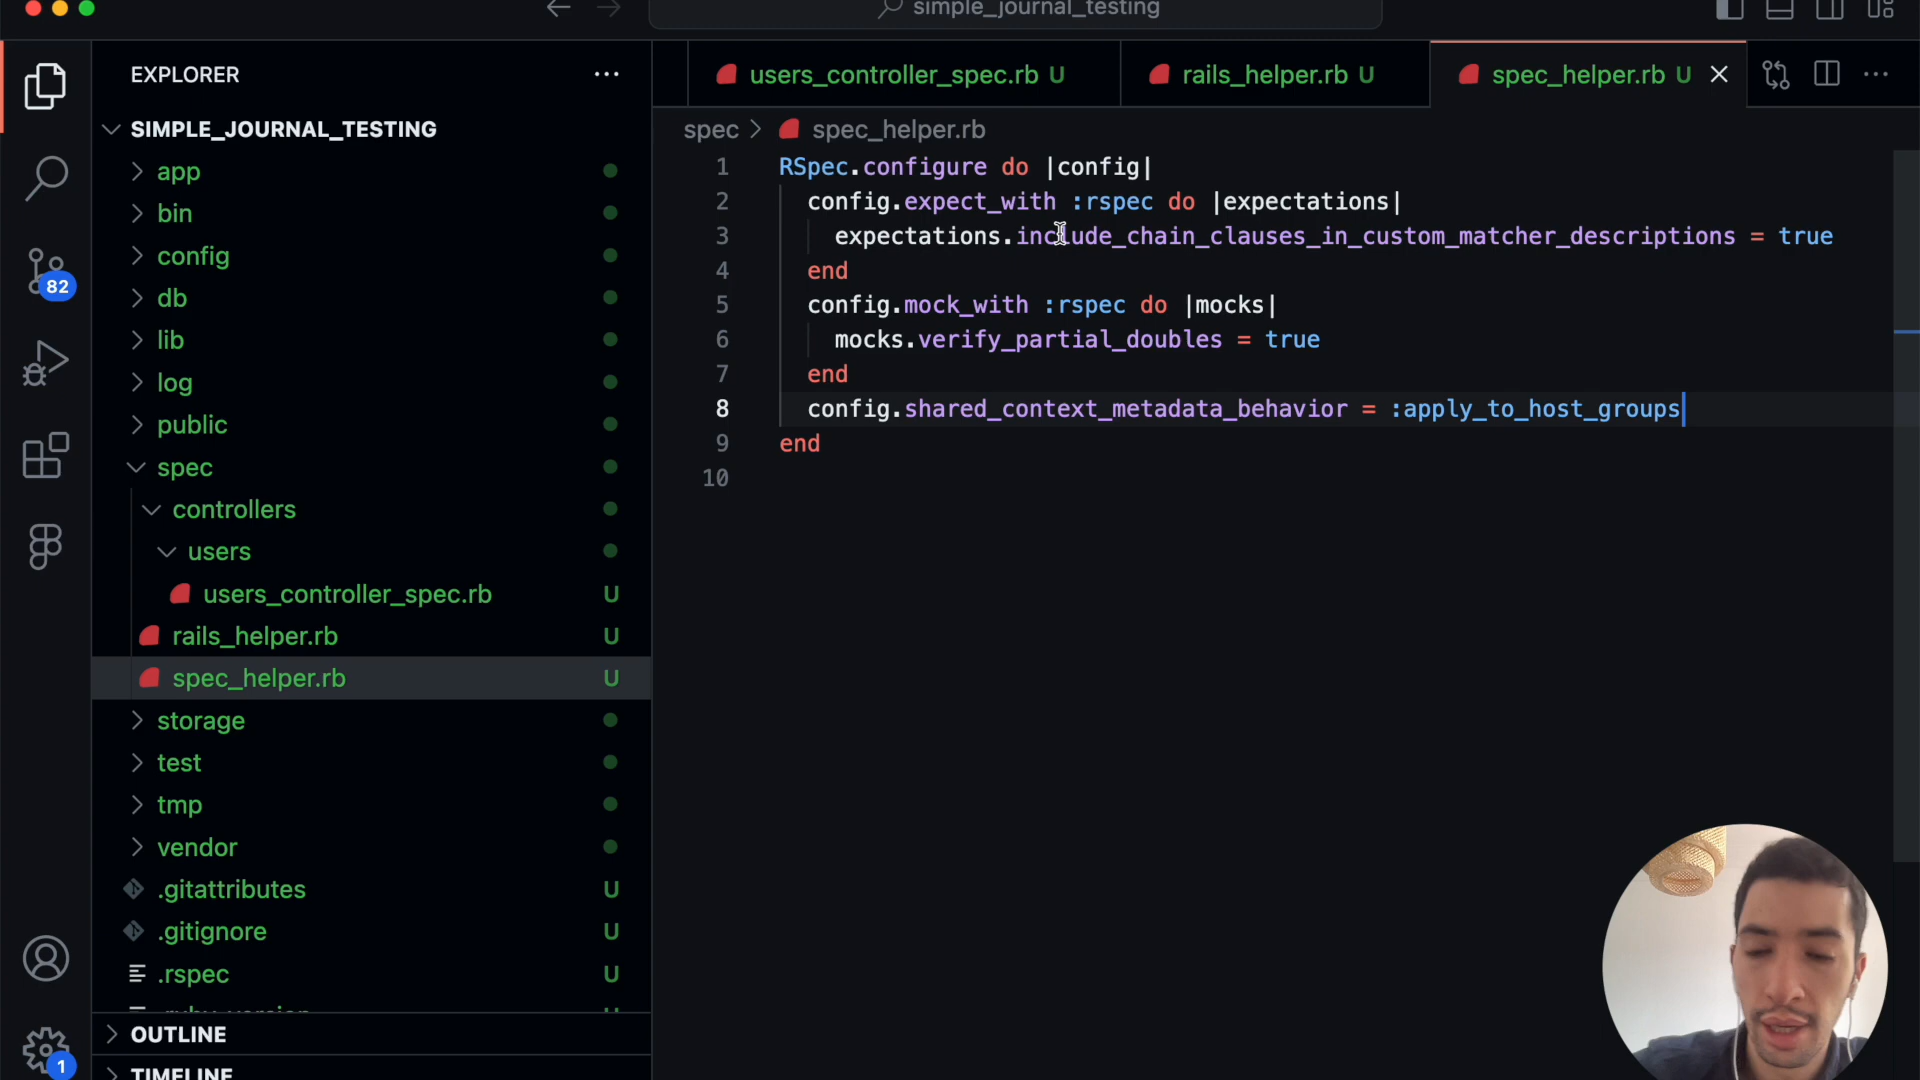 simple_journal_testing
EXPLORER
users_controller_spec.rb U
rails_helper.rb U
spec_helper.rb U
SIMPLE_JOURNAL_TESTING
app
bin
config
db
lib
log
public
spec
controllers
users
users_controller_spec.rb U
rails_helper.rb U
spec_helper.rb U
storage
test
tmp
vendor
.gitattributes U
.gitignore U
.rspec U
.ruby-version U
OUTLINE
TIMELINE
82
1
spec > spec_helper.rb
1 RSpec.configure do |config|
2 config.expect_with :rspec do |expectations|
3 expectations.include_chain_clauses_in_custom_matcher_descriptions = true
4 end
5 config.mock_with :rspec do |mocks|
6 mocks.verify_partial_doubles = true
7 end
8 config.shared_context_metadata_behavior = :apply_to_host_groups
9 end
10